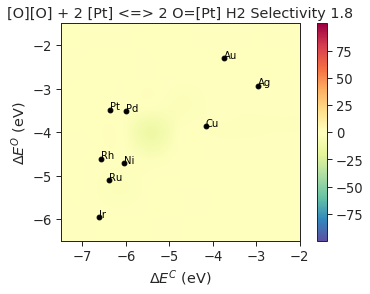 [O][O] + 2 [Pt] <=> 2 O=[Pt] H2 Selectivity 1.8
−2
−3
−4
−5
−6
ΔE^O (eV)
Au
Ag
Pt
Pd
Cu
Rh
Ni
Ru
Ir
−7
−6
−5
−4
−3
−2
ΔE^C (eV)
75
50
25
0
−25
−50
−75